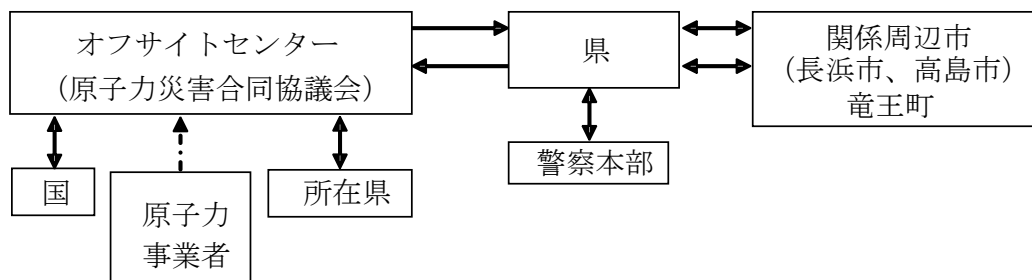 オフサイトセンター
(原子力災害合同協議会)
県
関係周辺市
(長浜市、高島市)
竜王町
国
原子力
事業者
所在県
警察本部